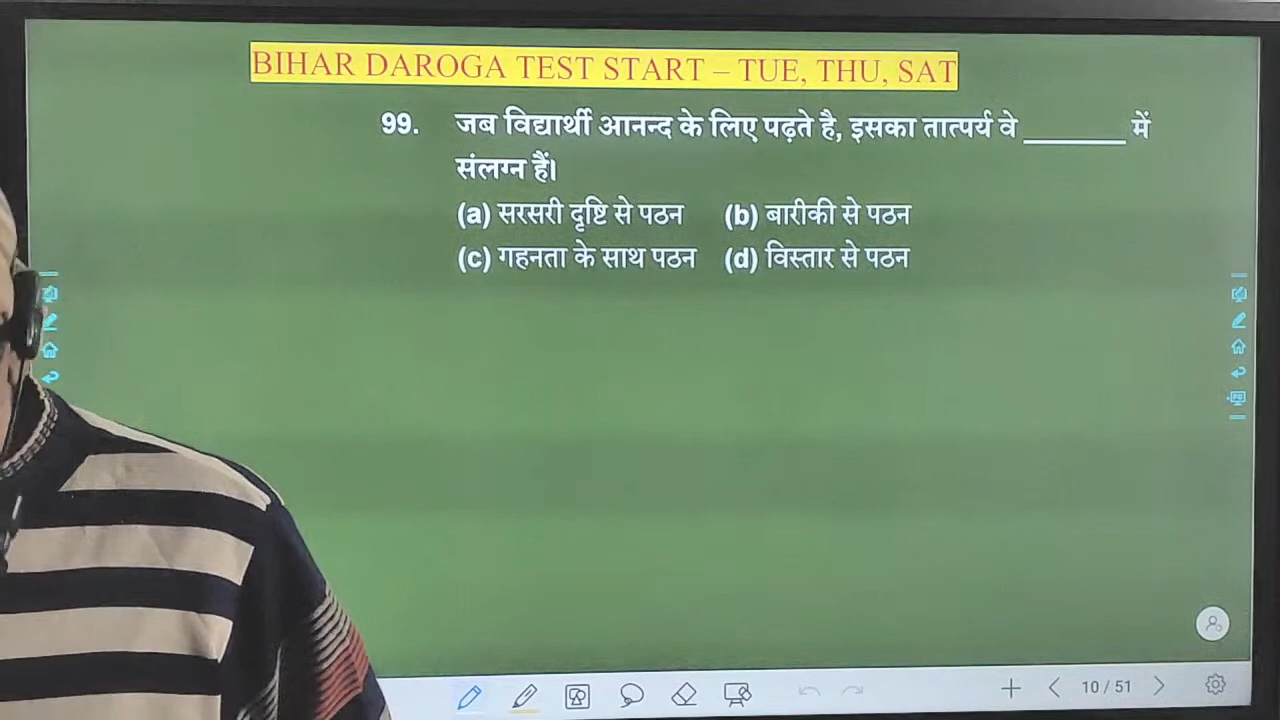 BIHAR DAROGA TEST START – TUE, THU, SAT
99. जब विद्यार्थी आनन्द के लिए पढ़ते है, इसका तात्पर्य वे ________ में
संलग्न हैं।
(a) सरसरी दृष्टि से पठन (b) बारीकी से पठन
(c) गहनता के साथ पठन (d) विस्तार से पठन
10 / 51